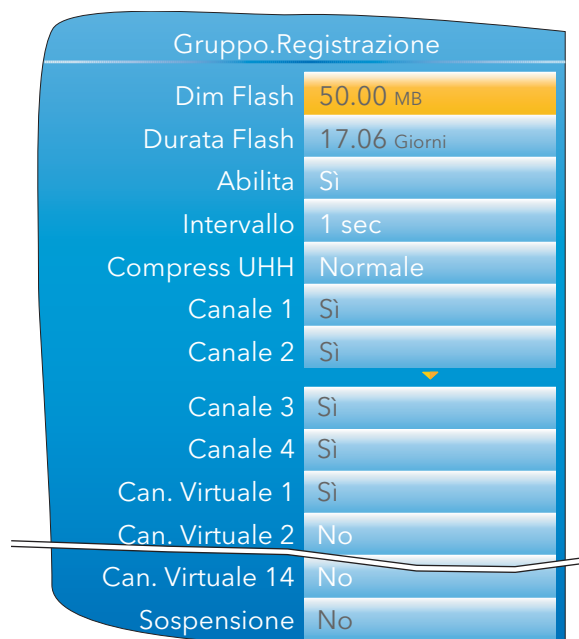 Gruppo.Registrazione
Dim Flash 50.00 MB
Durata Flash 17.06 Giorni
Abilita Sì
Intervallo 1 sec
Compress UHH Normale
Canale 1 Sì
Canale 2 Sì
Canale 3 Sì
Canale 4 Sì
Can. Virtuale 1 Sì
Can. Virtuale 2 No
Can. Virtuale 14 No
Sospensione No